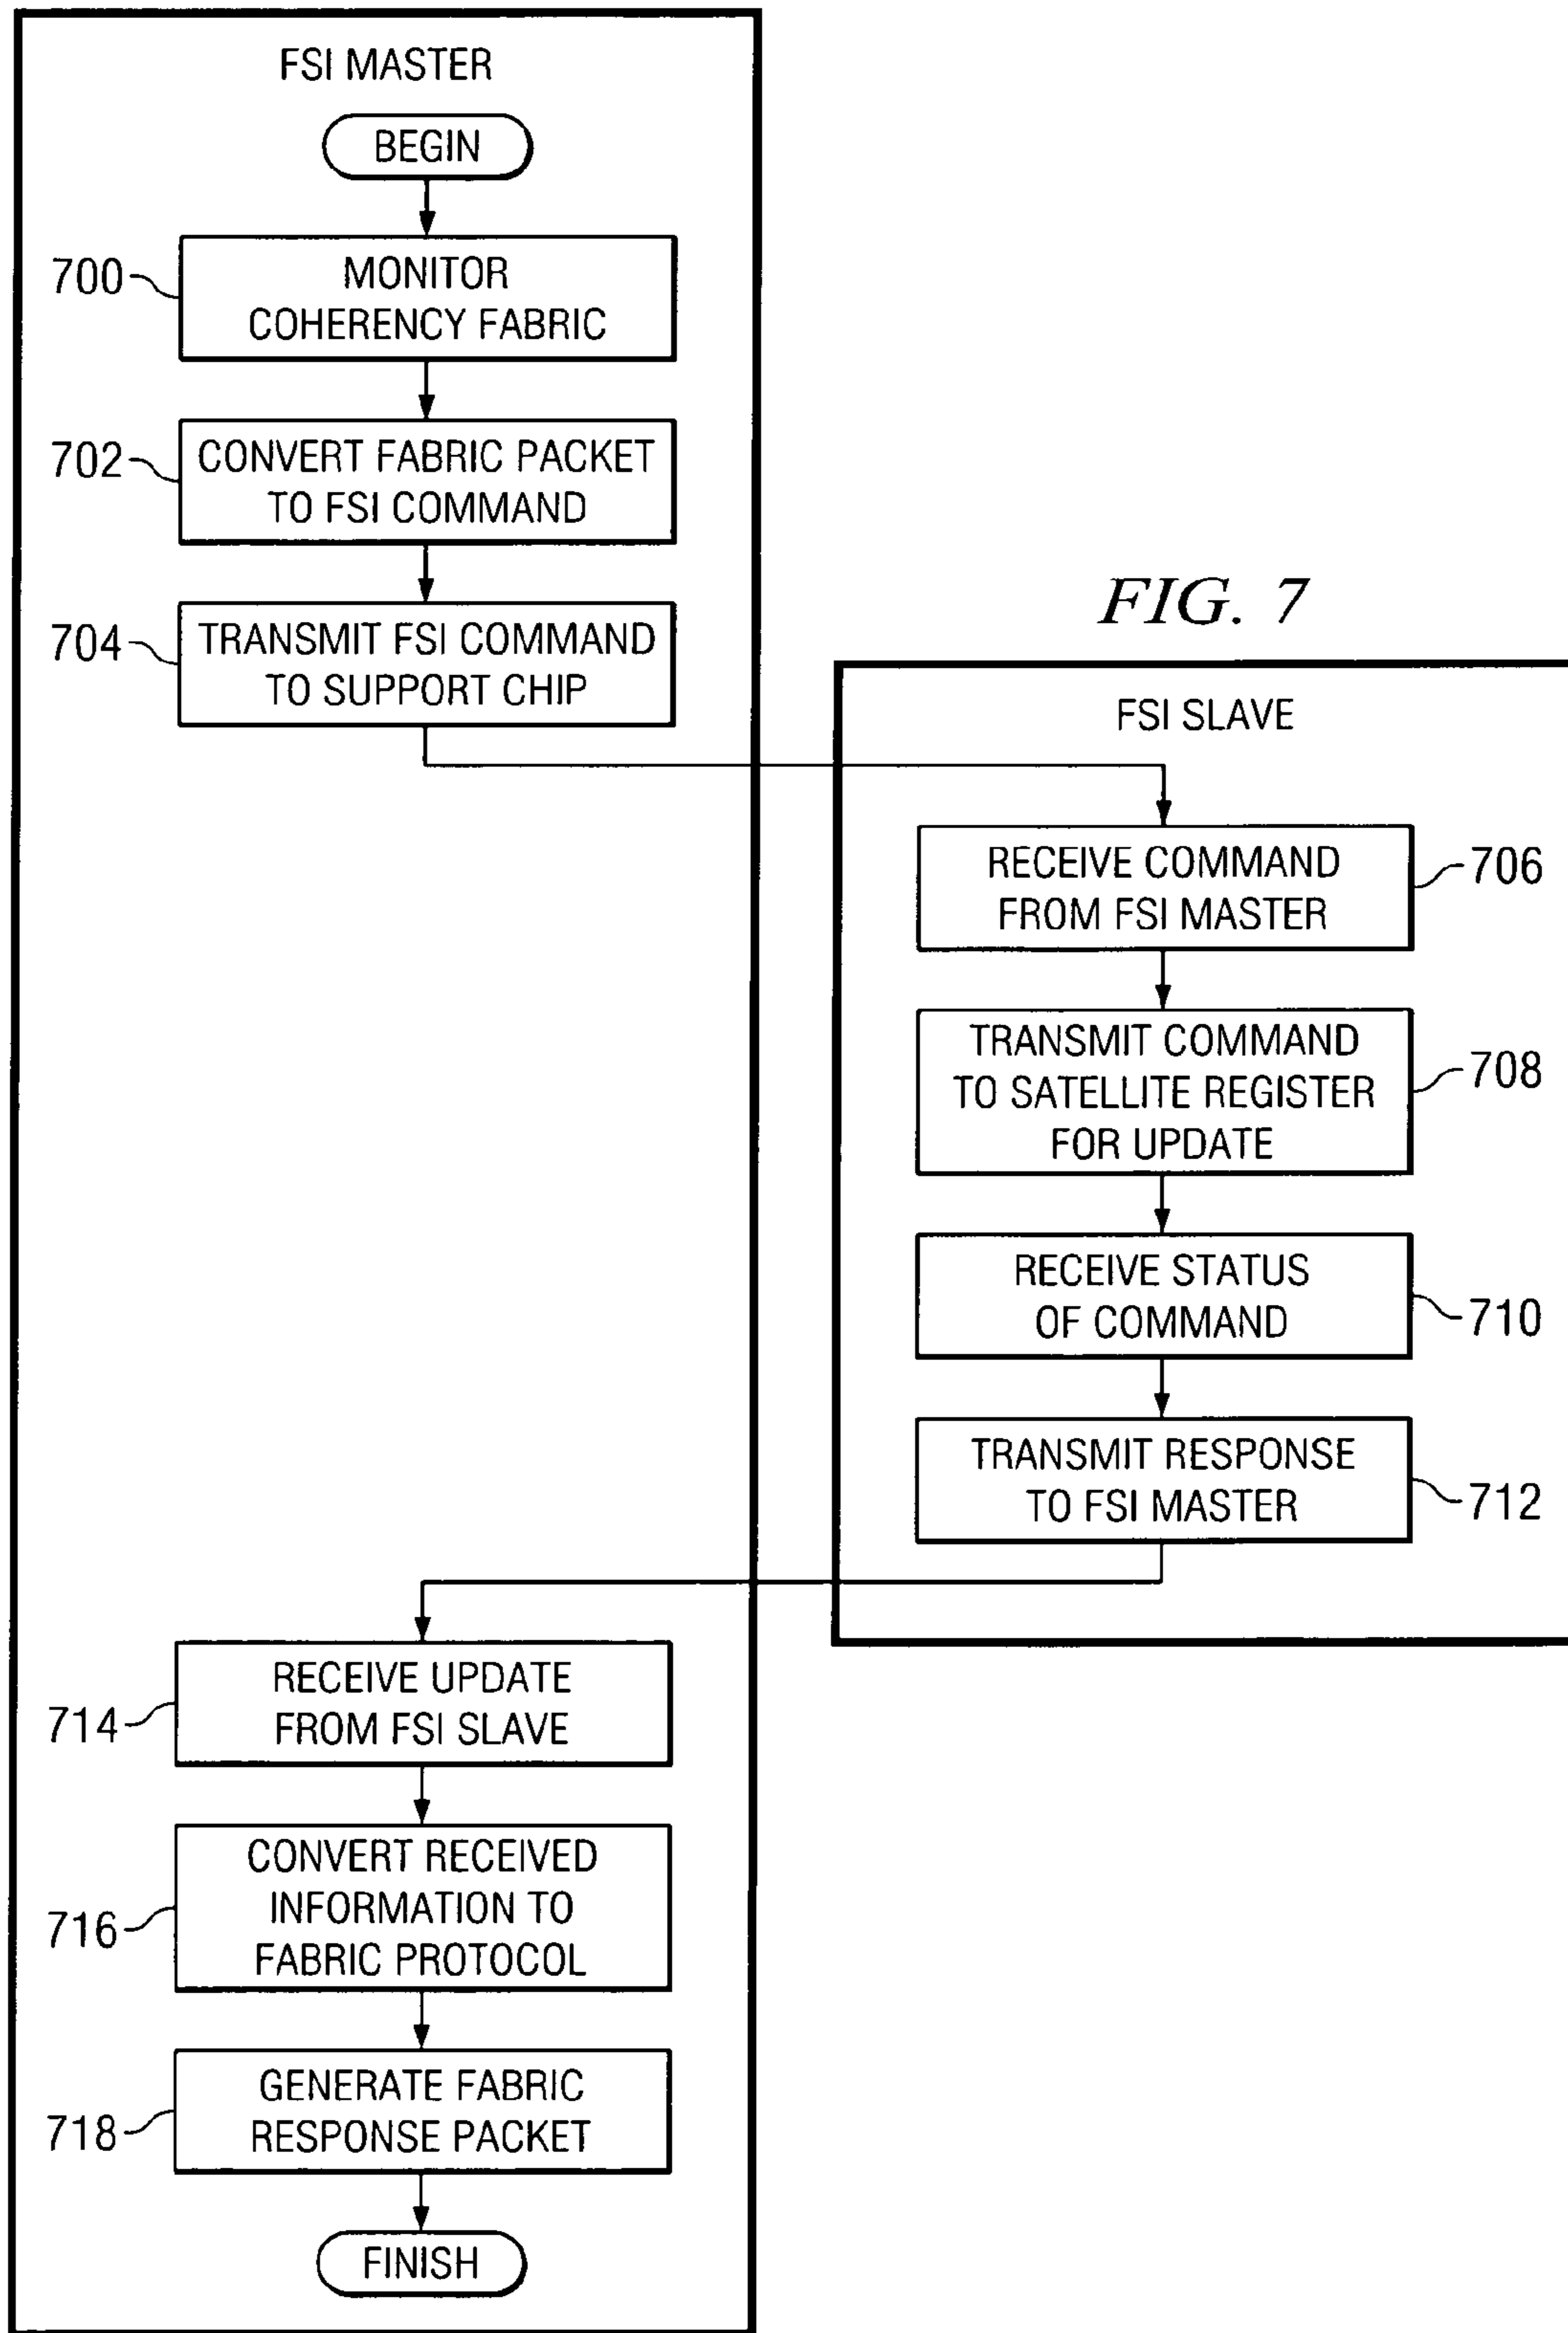 FSI MASTER
BEGIN
700
MONITOR
COHERENCY FABRIC
702
CONVERT FABRIC PACKET
TO FSI COMMAND
704
TRANSMIT FSI COMMAND
TO SUPPORT CHIP
FIG. 7
FSI SLAVE
RECEIVE COMMAND
FROM FSI MASTER
706
TRANSMIT COMMAND
TO SATELLITE REGISTER
FOR UPDATE
708
RECEIVE STATUS
OF COMMAND
710
TRANSMIT RESPONSE
TO FSI MASTER
712
714
RECEIVE UPDATE
FROM FSI SLAVE
716
CONVERT RECEIVED
INFORMATION TO
FABRIC PROTOCOL
718
GENERATE FABRIC
RESPONSE PACKET
FINISH